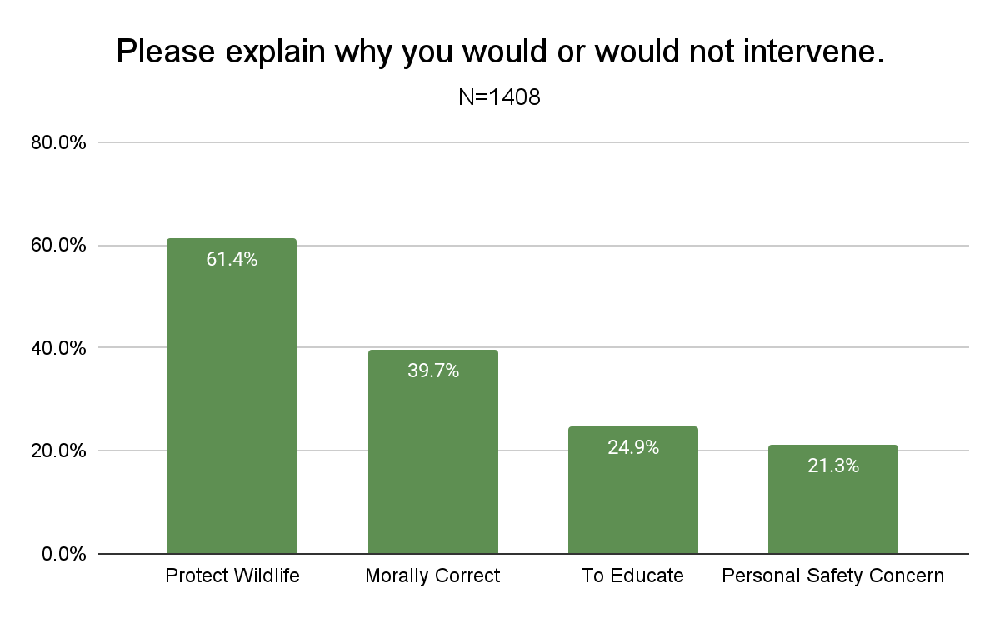 Please explain why you would or would not intervene.
N=1408
80.0%
60.0%
40.0%
20.0%
0.0%
61.4%
39.7%
24.9%
21.3%
Protect Wildlife
Morally Correct
To Educate
Personal Safety Concern